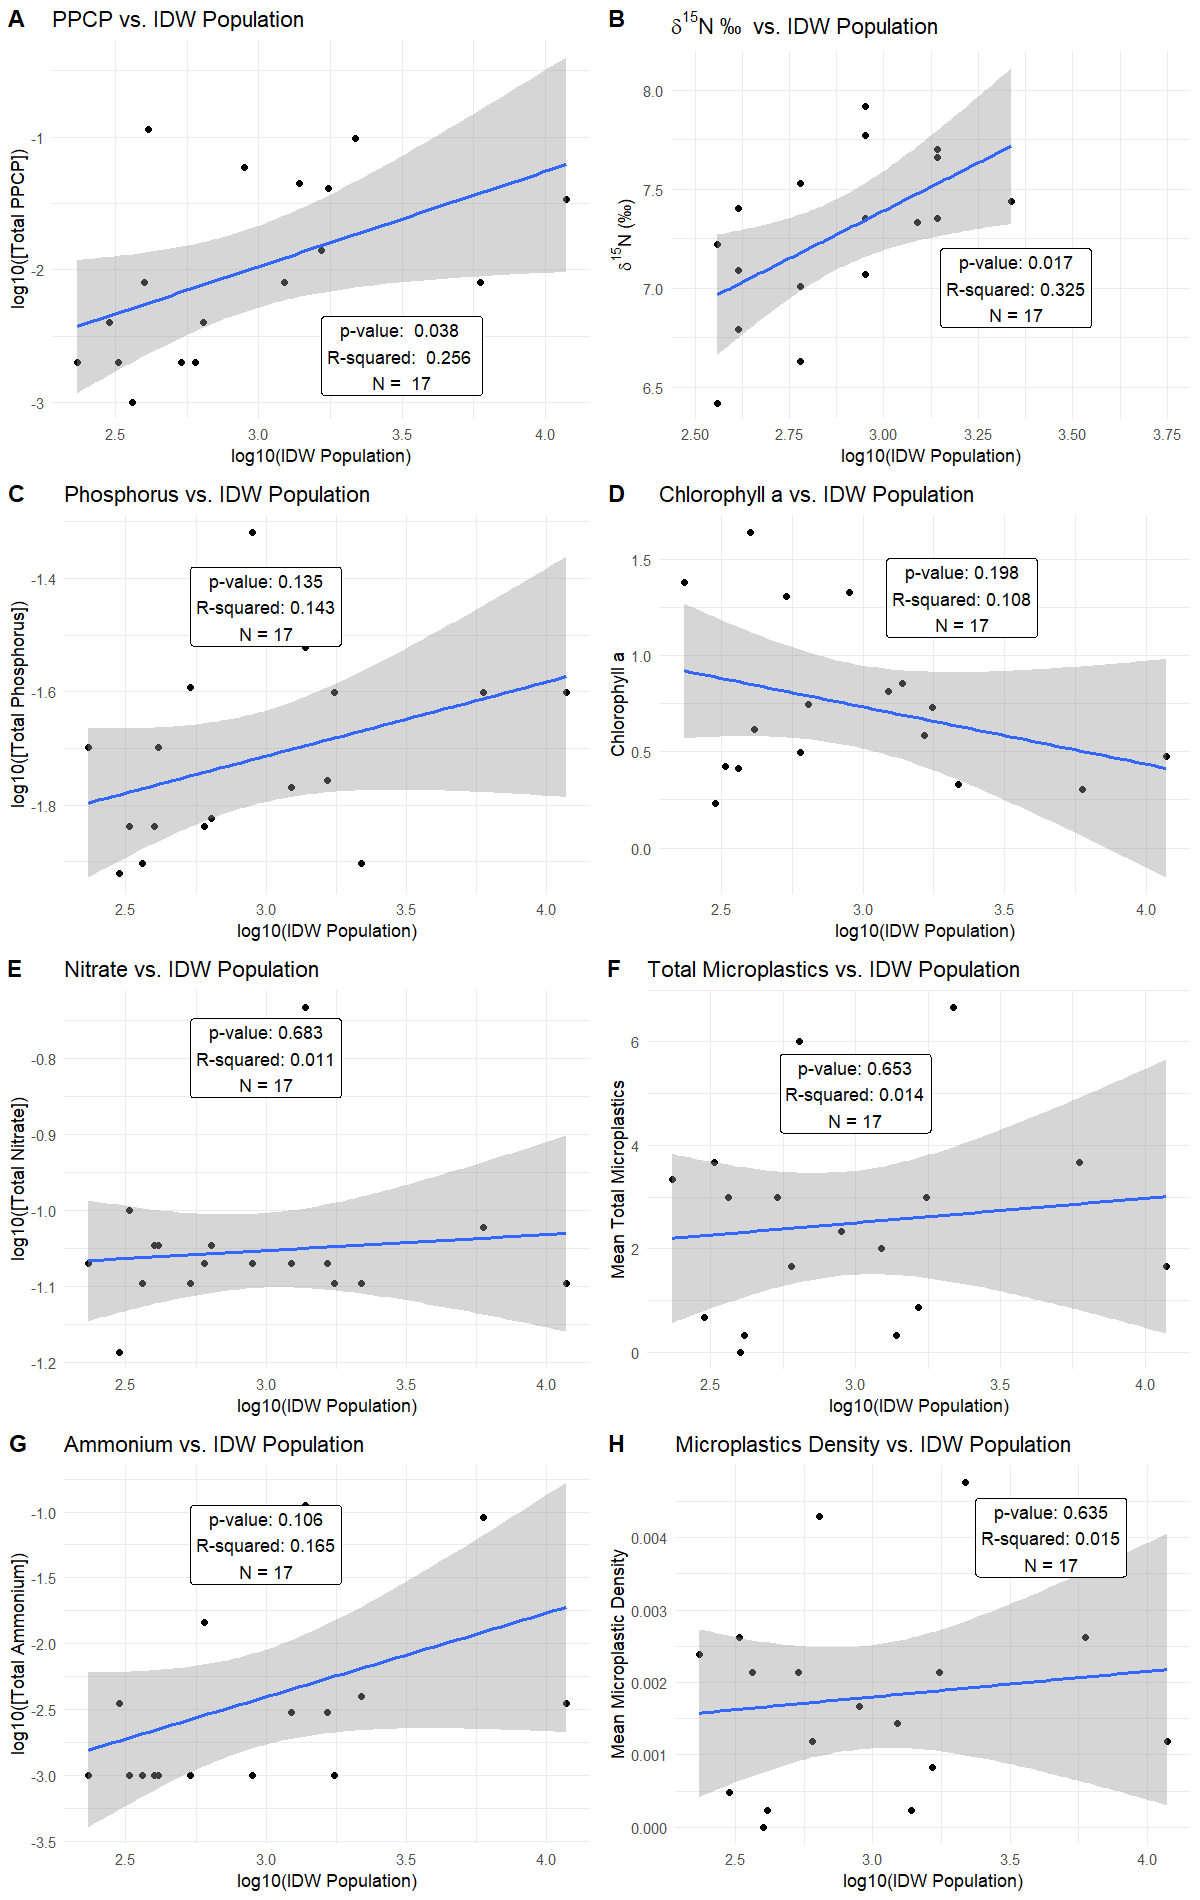 A PPCP vs. IDW Population
log10([Total PPCP])
-1
-2
-3
p-value: 0.038
R-squared: 0.256
N = 17
2.5 3.0 3.5 4.0
log10(IDW Population)
B δ¹⁵N ‰ vs. IDW Population
δ¹⁵N (‰)
8.0
7.5
7.0
6.5
p-value: 0.017
R-squared: 0.325
N = 17
2.50 2.75 3.00 3.25 3.50 3.75
log10(IDW Population)
C Phosphorus vs. IDW Population
log10([Total Phosphorus])
-1.4
-1.6
-1.8
p-value: 0.135
R-squared: 0.143
N = 17
2.5 3.0 3.5 4.0
log10(IDW Population)
D Chlorophyll a vs. IDW Population
Chlorophyll a
1.5
1.0
0.5
0.0
p-value: 0.198
R-squared: 0.108
N = 17
2.5 3.0 3.5 4.0
log10(IDW Population)
E Nitrate vs. IDW Population
log10([Total Nitrate])
-0.8
-0.9
-1.0
-1.1
-1.2
p-value: 0.683
R-squared: 0.011
N = 17
2.5 3.0 3.5 4.0
log10(IDW Population)
F Total Microplastics vs. IDW Population
Mean Total Microplastics
6
4
2
0
p-value: 0.653
R-squared: 0.014
N = 17
2.5 3.0 3.5 4.0
log10(IDW Population)
G Ammonium vs. IDW Population
log10([Total Ammonium])
-1.0
-1.5
-2.0
-2.5
-3.0
-3.5
p-value: 0.106
R-squared: 0.165
N = 17
2.5 3.0 3.5 4.0
log10(IDW Population)
H Microplastics Density vs. IDW Population
Mean Microplastic Density
0.004
0.003
0.002
0.001
0.000
p-value: 0.635
R-squared: 0.015
N = 17
2.5 3.0 3.5 4.0
log10(IDW Population)